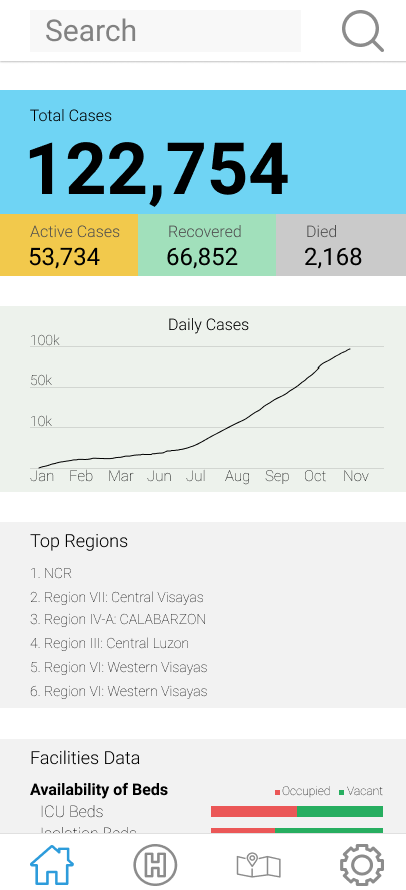 Search
Total Cases
122,754
Active Cases Recovered Died
53,734 66,852 2,168
Daily Cases
100k
50k
10k
Jan Feb Mar Jun Jul Aug Sep Oct Nov
Top Regions
1. NCR
2. Region VII: Central Visayas
3. Region IV-A: CALABARZON
4. Region III: Central Luzon
5. Region VI: Western Visayas
6. Region VI: Western Visayas
Facilities Data
Availability of Beds Occupied Vacant
ICU Beds
Isolation Beds
H